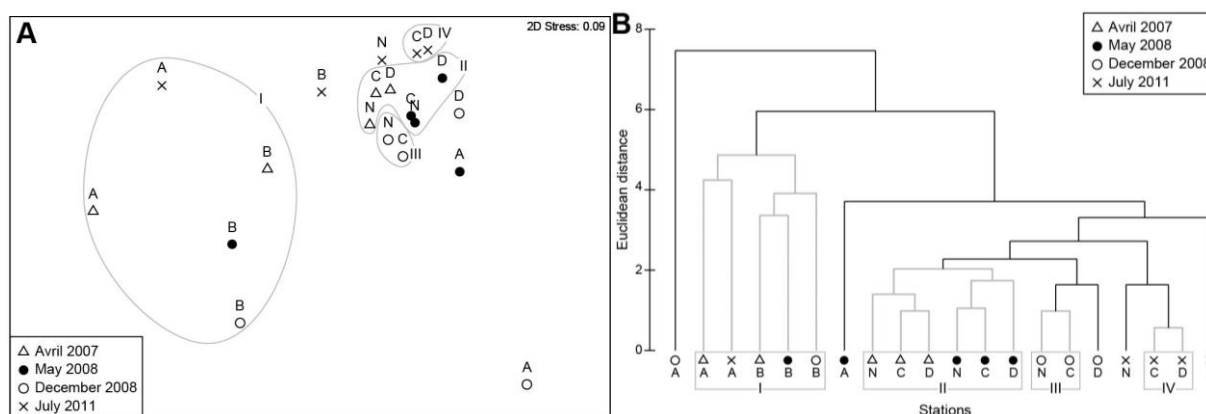 A
2D Stress: 0.09
N
C
D
IV
A
B
C
D
D
II
I
N
C
N
D
N
C
III
B
A
A
B
B
A
△ Avril 2007
● May 2008
○ December 2008
× July 2011
B
△ Avril 2007
● May 2008
○ December 2008
× July 2011
Euclidean distance
8
6
4
2
0
A A A B B B A N C D N C D N C D N C D
I II III IV
Stations